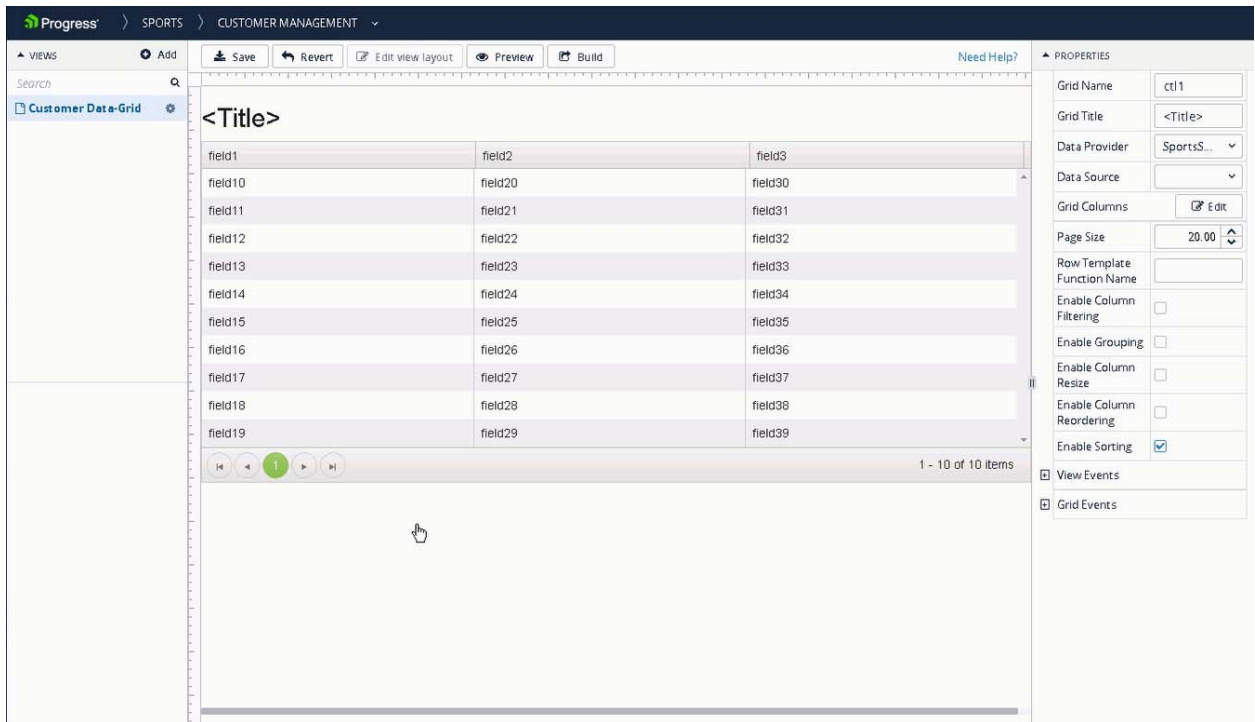 Progress 〉 SPORTS 〉 CUSTOMER MANAGEMENT
VIEWS Add
Search
Customer Data-Grid
Save Revert Edit view layout Preview Build Need Help?
<Title>
field1 field2 field3
field10 field20 field30
field11 field21 field31
field12 field22 field32
field13 field23 field33
field14 field24 field34
field15 field25 field35
field16 field26 field36
field17 field27 field37
field18 field28 field38
field19 field29 field39
1 1 - 10 of 10 items
PROPERTIES
Grid Name ctl1
Grid Title <Title>
Data Provider SportsS...
Data Source
Grid Columns Edit
Page Size 20.00
Row Template
Function Name
Enable Column
Filtering
Enable Grouping
Enable Column
Resize
Enable Column
Reordering
Enable Sorting
View Events
Grid Events